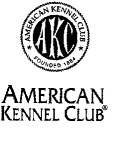 AMERICAN KENNEL CLUB
AKC
FOUNDED 1884
AMERICAN
KENNEL CLUB®